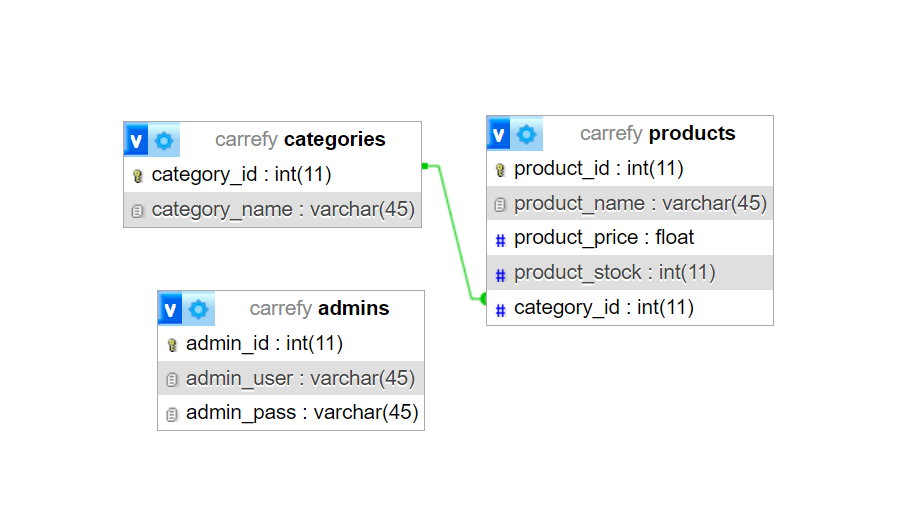 v carrefy categories
category_id : int(11)
category_name : varchar(45)
v carrefy products
product_id : int(11)
product_name : varchar(45)
# product_price : float
# product_stock : int(11)
# category_id : int(11)
v carrefy admins
admin_id : int(11)
admin_user : varchar(45)
admin_pass : varchar(45)